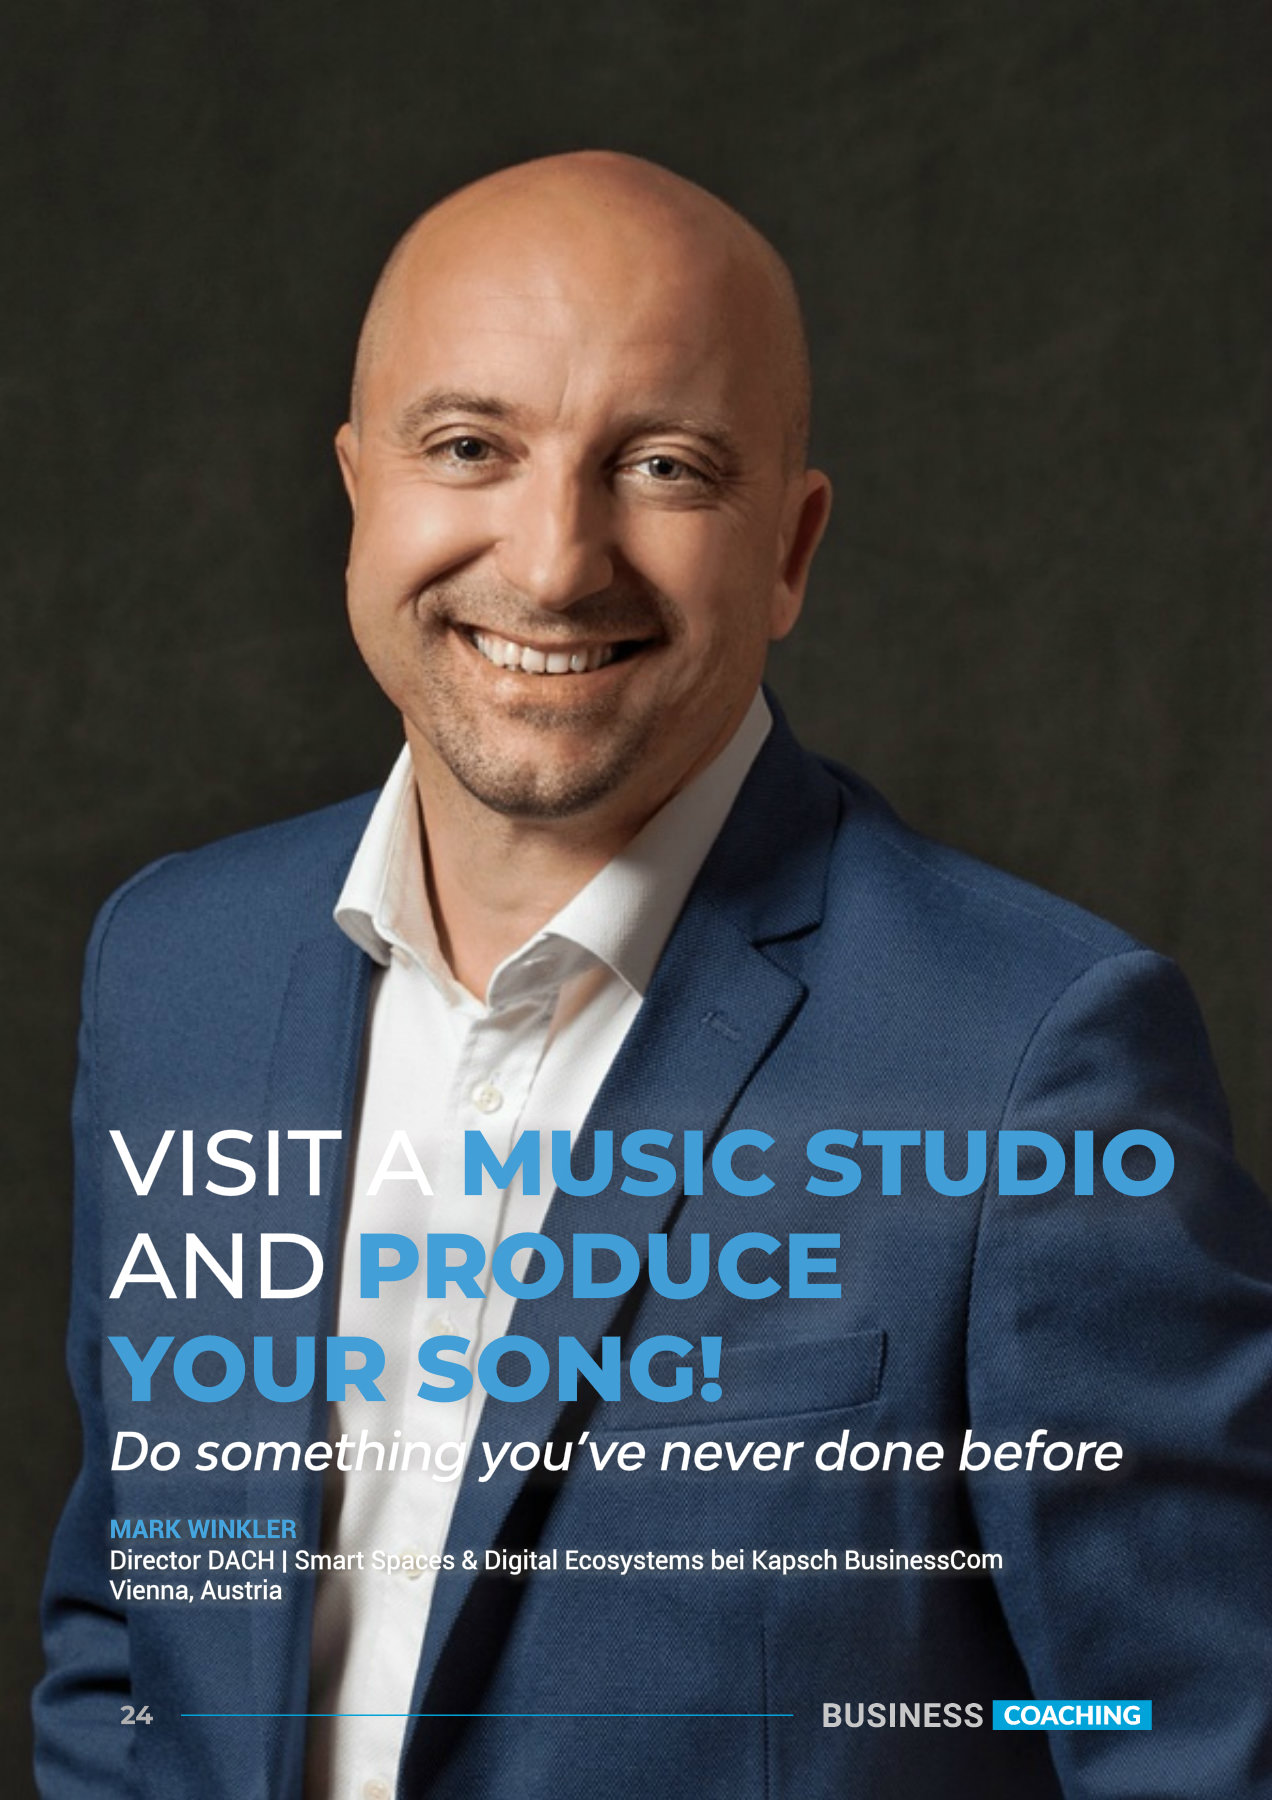 VISIT A MUSIC STUDIO
AND PRODUCE
YOUR SONG!
Do something you’ve never done before
MARK WINKLER
Director DACH | Smart Spaces & Digital Ecosystems bei Kapsch BusinessCom
Vienna, Austria
24 BUSINESS COACHING